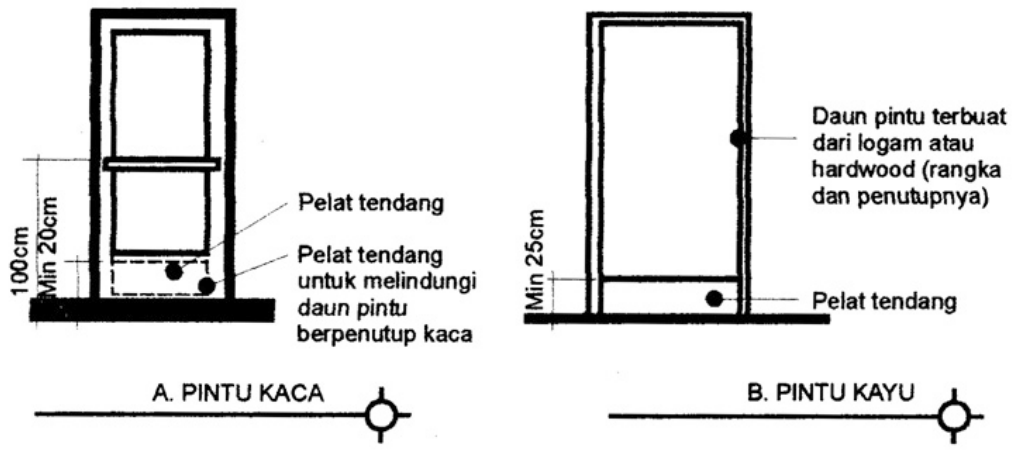 100cm
Min 20cm
Pelat tendang
Pelat tendang
untuk melindungi
daun pintu
berpenutup kaca
A. PINTU KACA
Min 25cm
Daun pintu terbuat
dari logam atau
hardwood (rangka
dan penutupnya)
Pelat tendang
B. PINTU KAYU